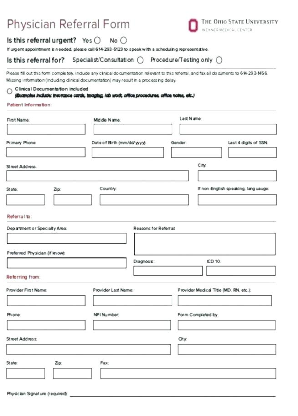 Physician Referral Form
THE OHIO STATE UNIVERSITY
WEXNER MEDICAL CENTER
Is this referral urgent? Yes No
If urgent appointment is needed, please call 614-293-5123 to speak with a scheduling representative.
Is this referral for? Specialist/Consultation Procedure/Testing only
Please fill out this form completely, include any clinical documentation relevant to this referral, and fax all documents to 614-293-1456.
Missing information (including clinical documentation) may result in a processing delay.
Clinical Documentation Included
(Examples include: insurance cards, imaging, lab work, office procedures, office notes, etc.)
Patient Information:
First Name: Middle Name: Last Name
Primary Phone: Date of Birth (mm/dd/yyyy): Gender: Last 4 digits of SSN:
Street Address: City:
State: Zip: Country: If non-English speaking, language:
Referral to:
Department or Specialty Area: Reasons for Referral:
Preferred Physician (if known):
Diagnosis: ICD 10:
Referring From:
Provider First Name: Provider Last Name: Provider Medical Title (MD, RN, etc.):
Phone: NPI Number: Form Completed by:
Street Address: City:
State: Zip: Fax:
Physician Signature (required)